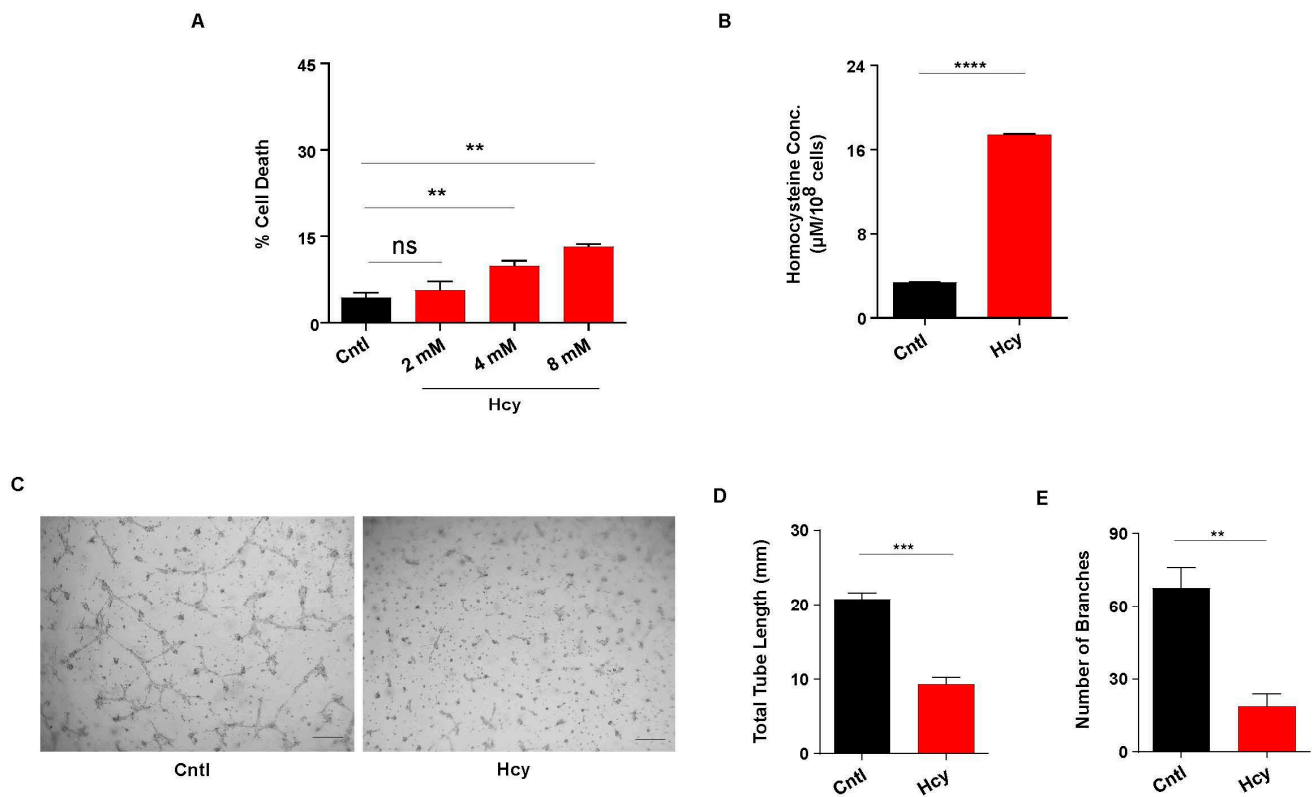 A
% Cell Death
45
30
15
0
**
**
ns
Cntl
2 mM
4 mM
8 mM
Hcy
B
Homocysteine Conc.
(µM/10⁸ cells)
24
16
8
0
****
Cntl
Hcy
C
Cntl
Hcy
D
Total Tube Length (mm)
30
20
10
0
***
Cntl
Hcy
E
Number of Branches
90
60
30
0
**
Cntl
Hcy